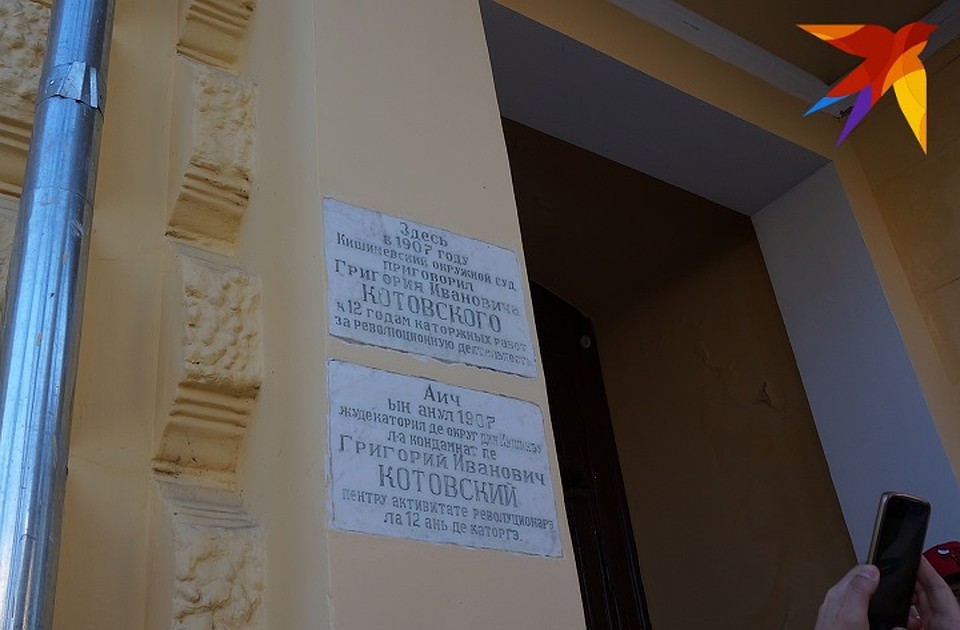 Здесь
в 1907 году
Кишиневский окружной суд
приговорил
Григория Ивановича
КОТОВСКОГО
к 12 годам каторжных работ
за революционную деятельность
Аич
ын анул 1907
жудекатория де округ дин Кишинэу
л-а кондамнат пе
Григорий Иванович
КОТОВСКИЙ
пентру активитате революционарэ
ла 12 ань де каторгэ.